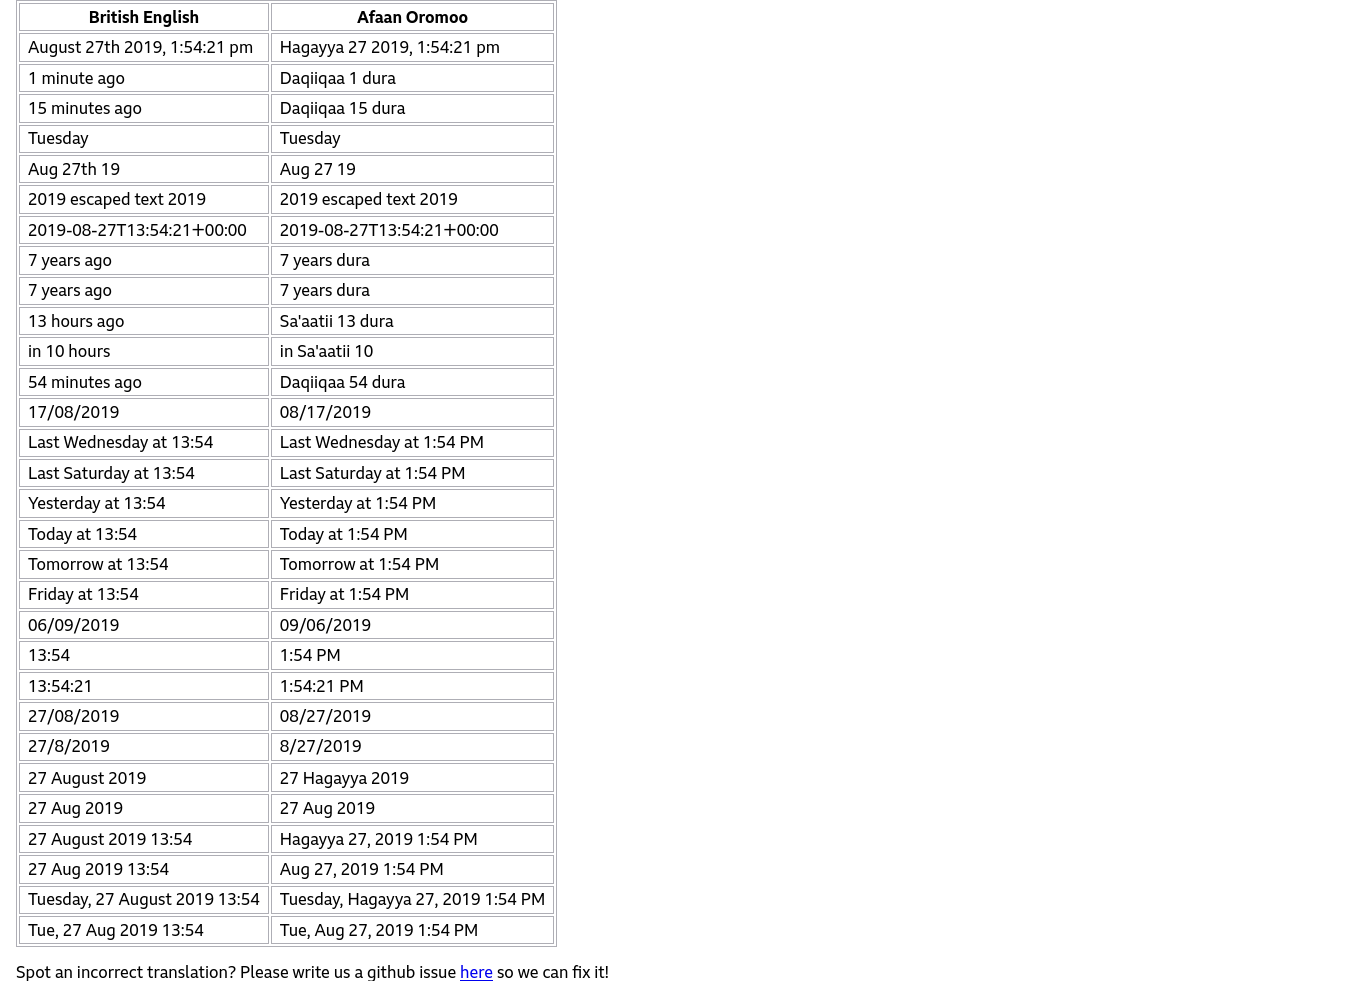 British English Afaan Oromoo
August 27th 2019, 1:54:21 pm Hagayya 27 2019, 1:54:21 pm
1 minute ago Daqiiqaa 1 dura
15 minutes ago Daqiiqaa 15 dura
Tuesday Tuesday
Aug 27th 19 Aug 27 19
2019 escaped text 2019 2019 escaped text 2019
2019-08-27T13:54:21+00:00 2019-08-27T13:54:21+00:00
7 years ago 7 years dura
7 years ago 7 years dura
13 hours ago Sa'aatii 13 dura
in 10 hours in Sa'aatii 10
54 minutes ago Daqiiqaa 54 dura
17/08/2019 08/17/2019
Last Wednesday at 13:54 Last Wednesday at 1:54 PM
Last Saturday at 13:54 Last Saturday at 1:54 PM
Yesterday at 13:54 Yesterday at 1:54 PM
Today at 13:54 Today at 1:54 PM
Tomorrow at 13:54 Tomorrow at 1:54 PM
Friday at 13:54 Friday at 1:54 PM
06/09/2019 09/06/2019
13:54 1:54 PM
13:54:21 1:54:21 PM
27/08/2019 08/27/2019
27/8/2019 8/27/2019
27 August 2019 27 Hagayya 2019
27 Aug 2019 27 Aug 2019
27 August 2019 13:54 Hagayya 27, 2019 1:54 PM
27 Aug 2019 13:54 Aug 27, 2019 1:54 PM
Tuesday, 27 August 2019 13:54 Tuesday, Hagayya 27, 2019 1:54 PM
Tue, 27 Aug 2019 13:54 Tue, Aug 27, 2019 1:54 PM
Spot an incorrect translation? Please write us a github issue here so we can fix it!